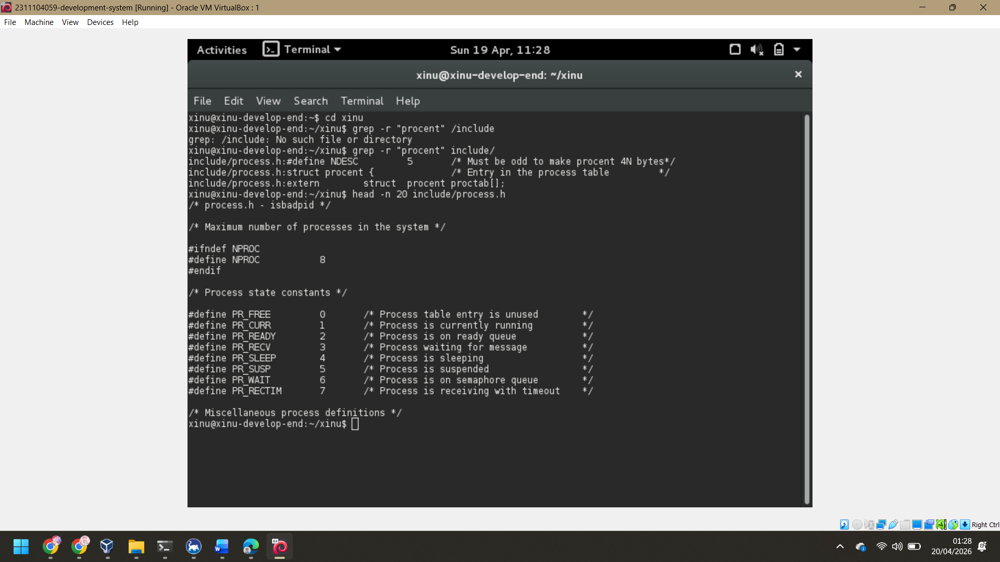 2311104059-development-system [Running] - Oracle VM VirtualBox : 1
File Machine View Devices Help
Activities Terminal Sun 19 Apr, 11:28
xinu@xinu-develop-end: ~/xinu
File Edit View Search Terminal Help
xinu@xinu-develop-end:~$ cd xinu
xinu@xinu-develop-end:~/xinu$ grep -r "procent" /include
grep: /include: No such file or directory
xinu@xinu-develop-end:~/xinu$ grep -r "procent" include/
include/process.h:#define NDESC 5 /* Must be odd to make procent 4N bytes*/
include/process.h:struct procent { /* Entry in the process table */
include/process.h:extern struct procent proctab[];
xinu@xinu-develop-end:~/xinu$ head -n 20 include/process.h
/* process.h - isbadpid */
/* Maximum number of processes in the system */
#ifndef NPROC
#define NPROC 8
#endif
/* Process state constants */
#define PR_FREE 0 /* Process table entry is unused */
#define PR_CURR 1 /* Process is currently running */
#define PR_READY 2 /* Process is on ready queue */
#define PR_RECV 3 /* Process waiting for message */
#define PR_SLEEP 4 /* Process is sleeping */
#define PR_SUSP 5 /* Process is suspended */
#define PR_WAIT 6 /* Process is on semaphore queue */
#define PR_RECTIM 7 /* Process is receiving with timeout */
/* Miscellaneous process definitions */
xinu@xinu-develop-end:~/xinu$
Right Ctrl
01:28
20/04/2026